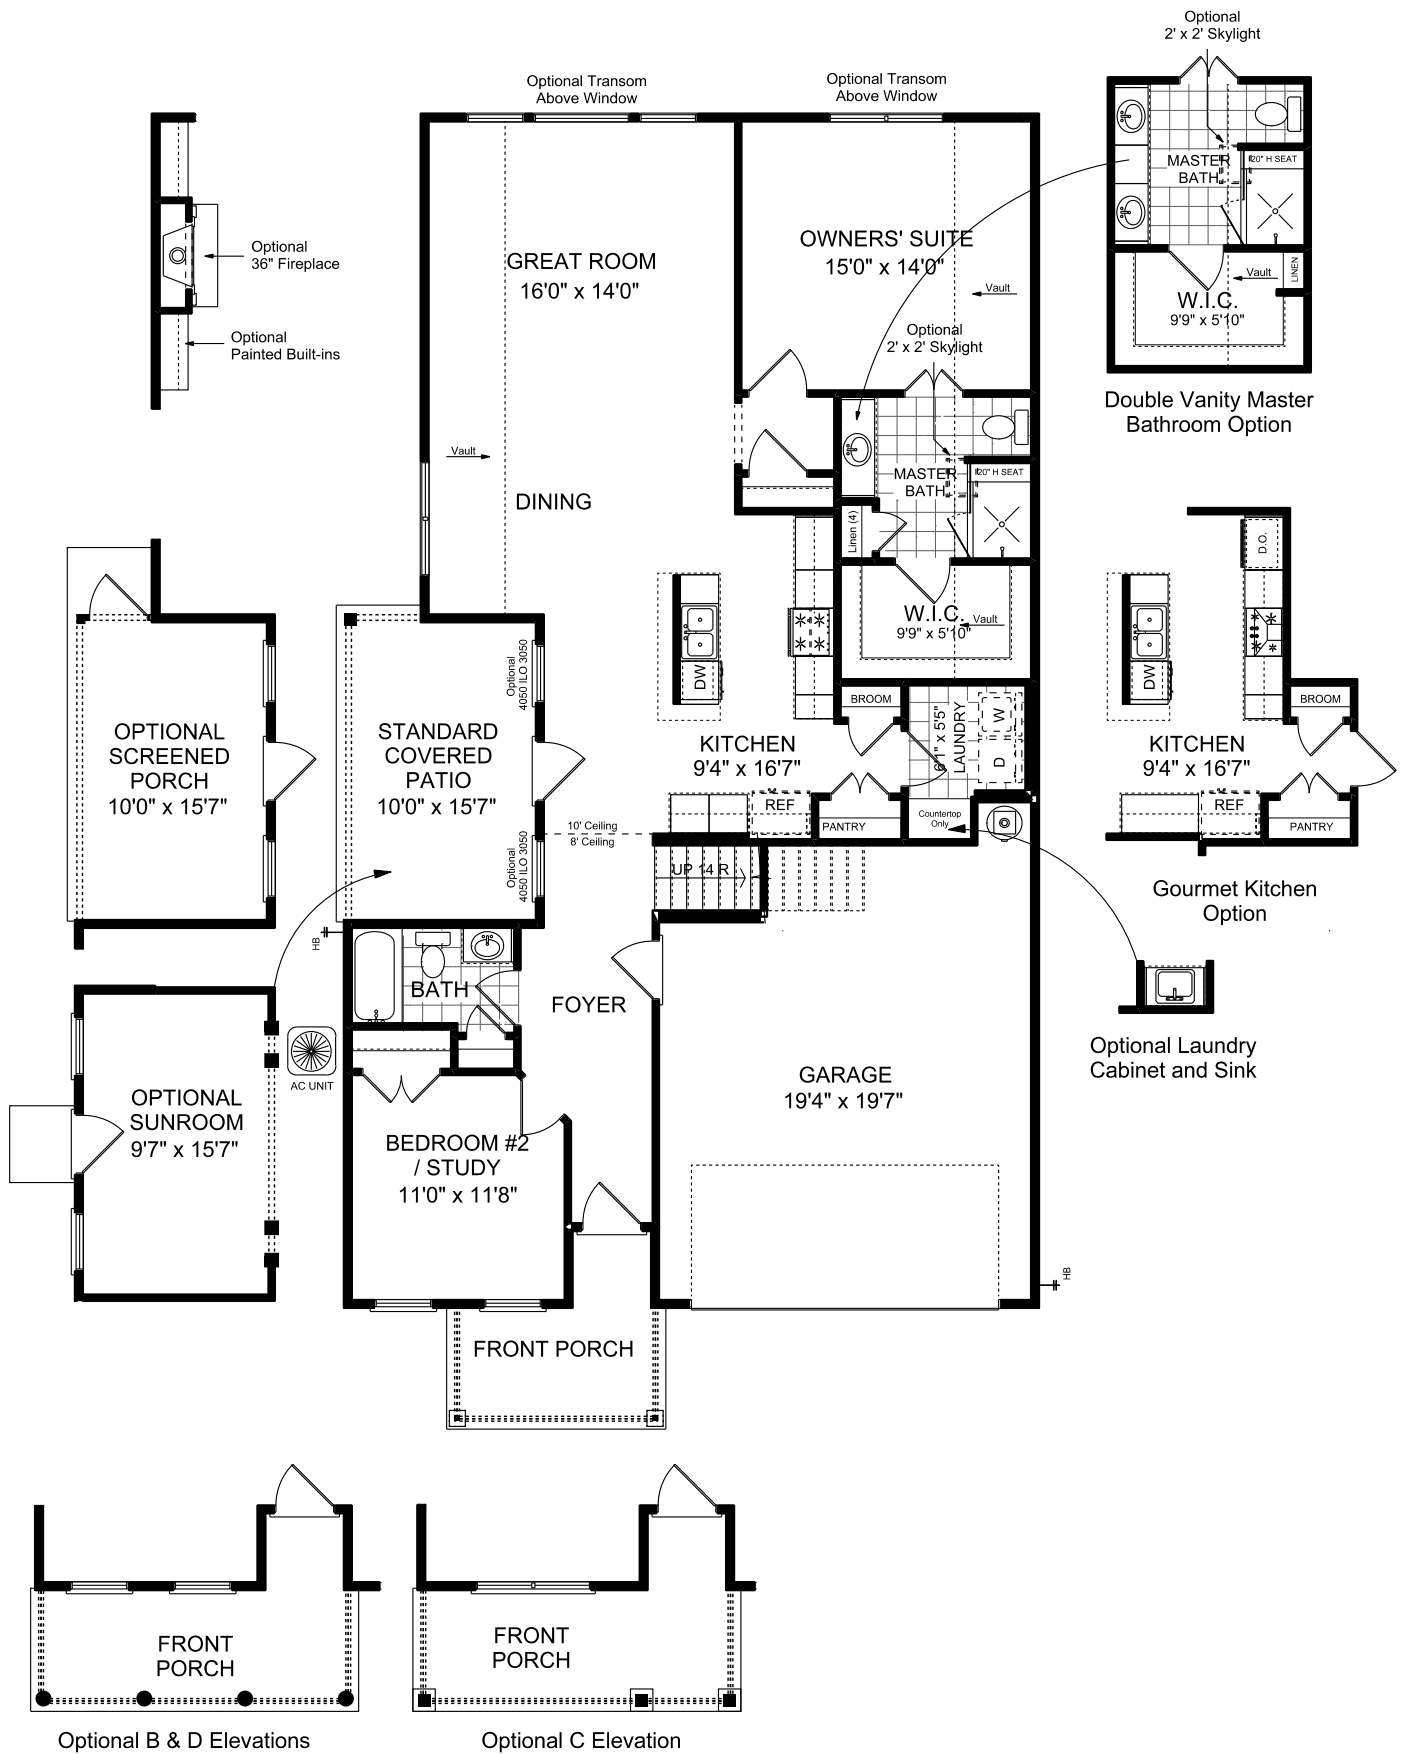 Optional
2' x 2' Skylight
Optional Transom
Above Window
Optional Transom
Above Window
MASTER
BATH
20" H SEAT
Vault
LINEN
W.I.C.
9'9" x 5'10"
Double Vanity Master
Bathroom Option
Optional
36" Fireplace
Optional
Painted Built-ins
GREAT ROOM
16'0" x 14'0"
OWNERS' SUITE
15'0" x 14'0"
Vault
Optional
2' x 2' Skylight
Vault
DINING
MASTER
BATH
20" H SEAT
Linen (4)
W.I.C.
9'9" x 5'10"
Vault
D.O.
DW
DW
BROOM
BROOM
6'1" x 5'5"
LAUNDRY
W
D
KITCHEN
9'4" x 16'7"
REF
PANTRY
Countertop
Only
KITCHEN
9'4" x 16'7"
REF
PANTRY
Gourmet Kitchen
Option
OPTIONAL
SCREENED
PORCH
10'0" x 15'7"
STANDARD
COVERED
PATIO
10'0" x 15'7"
Optional
4050 ILO 3050
Optional
4050 ILO 3050
10' Ceiling
8' Ceiling
UP 14 R
HB
BATH
FOYER
AC UNIT
OPTIONAL
SUNROOM
9'7" x 15'7"
BEDROOM #2
/ STUDY
11'0" x 11'8"
GARAGE
19'4" x 19'7"
Optional Laundry
Cabinet and Sink
HB
FRONT PORCH
FRONT
PORCH
Optional B & D Elevations
FRONT
PORCH
Optional C Elevation